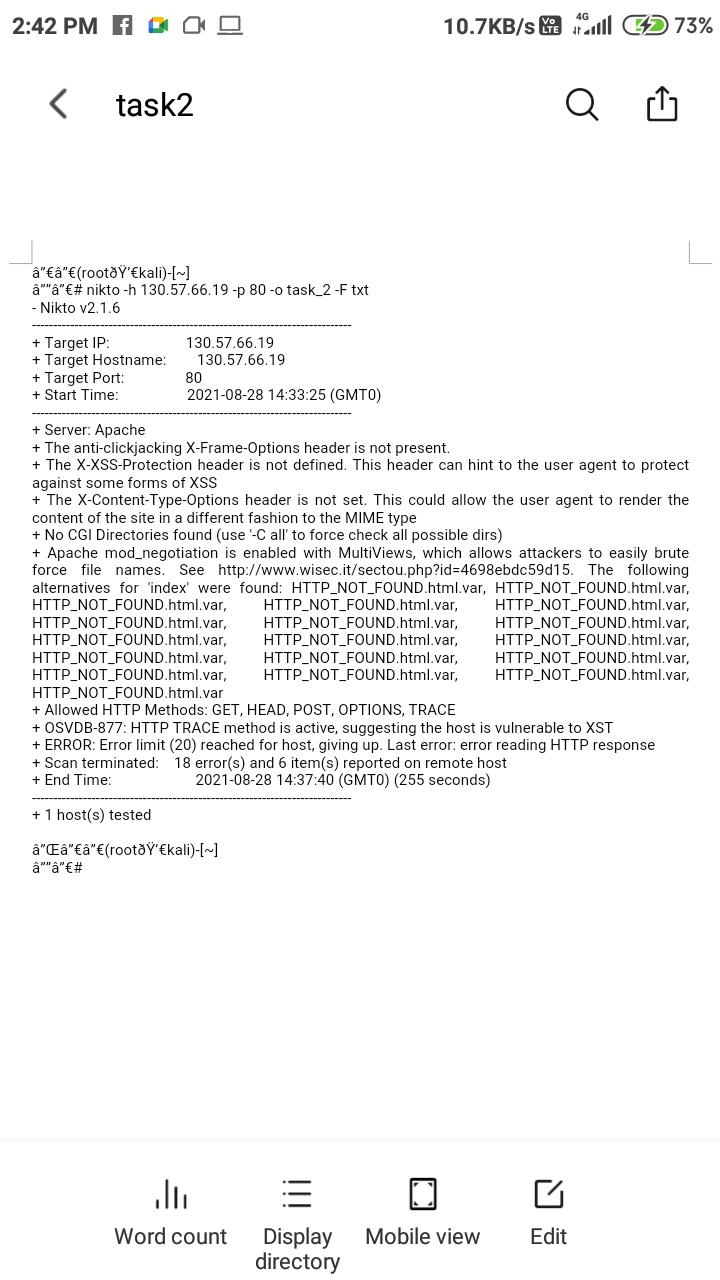 2:42 PM 10.7KB/s Vo LTE 4G 73%
task2
â”€â”€(rootðŸ’€kali)-[~]
â””â”€# nikto -h 130.57.66.19 -p 80 -o task_2 -F txt
- Nikto v2.1.6
---------------------------------------------------------------------------
+ Target IP: 130.57.66.19
+ Target Hostname: 130.57.66.19
+ Target Port: 80
+ Start Time: 2021-08-28 14:33:25 (GMT0)
---------------------------------------------------------------------------
+ Server: Apache
+ The anti-clickjacking X-Frame-Options header is not present.
+ The X-XSS-Protection header is not defined. This header can hint to the user agent to protect
against some forms of XSS
+ The X-Content-Type-Options header is not set. This could allow the user agent to render the
content of the site in a different fashion to the MIME type
+ No CGI Directories found (use '-C all' to force check all possible dirs)
+ Apache mod_negotiation is enabled with MultiViews, which allows attackers to easily brute
force file names. See http://www.wisec.it/sectou.php?id=4698ebdc59d15. The following
alternatives for 'index' were found: HTTP_NOT_FOUND.html.var, HTTP_NOT_FOUND.html.var,
HTTP_NOT_FOUND.html.var, HTTP_NOT_FOUND.html.var, HTTP_NOT_FOUND.html.var,
HTTP_NOT_FOUND.html.var, HTTP_NOT_FOUND.html.var, HTTP_NOT_FOUND.html.var,
HTTP_NOT_FOUND.html.var, HTTP_NOT_FOUND.html.var, HTTP_NOT_FOUND.html.var,
HTTP_NOT_FOUND.html.var, HTTP_NOT_FOUND.html.var, HTTP_NOT_FOUND.html.var,
HTTP_NOT_FOUND.html.var, HTTP_NOT_FOUND.html.var, HTTP_NOT_FOUND.html.var,
HTTP_NOT_FOUND.html.var
+ Allowed HTTP Methods: GET, HEAD, POST, OPTIONS, TRACE
+ OSVDB-877: HTTP TRACE method is active, suggesting the host is vulnerable to XST
+ ERROR: Error limit (20) reached for host, giving up. Last error: error reading HTTP response
+ Scan terminated: 18 error(s) and 6 item(s) reported on remote host
+ End Time: 2021-08-28 14:37:40 (GMT0) (255 seconds)
---------------------------------------------------------------------------
+ 1 host(s) tested
â”Œâ”€â”€(rootðŸ’€kali)-[~]
â””â”€#
Word count
Display directory
Mobile view
Edit